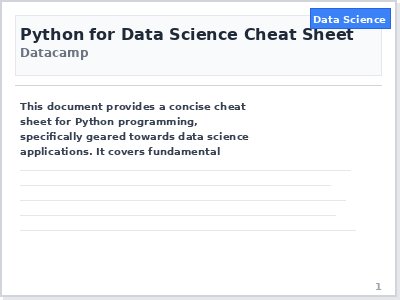 Data Science
Python for Data Science Cheat Sheet
Datacamp
This document provides a concise cheat
sheet for Python programming,
specifically geared towards data science
applications. It covers fundamental
1